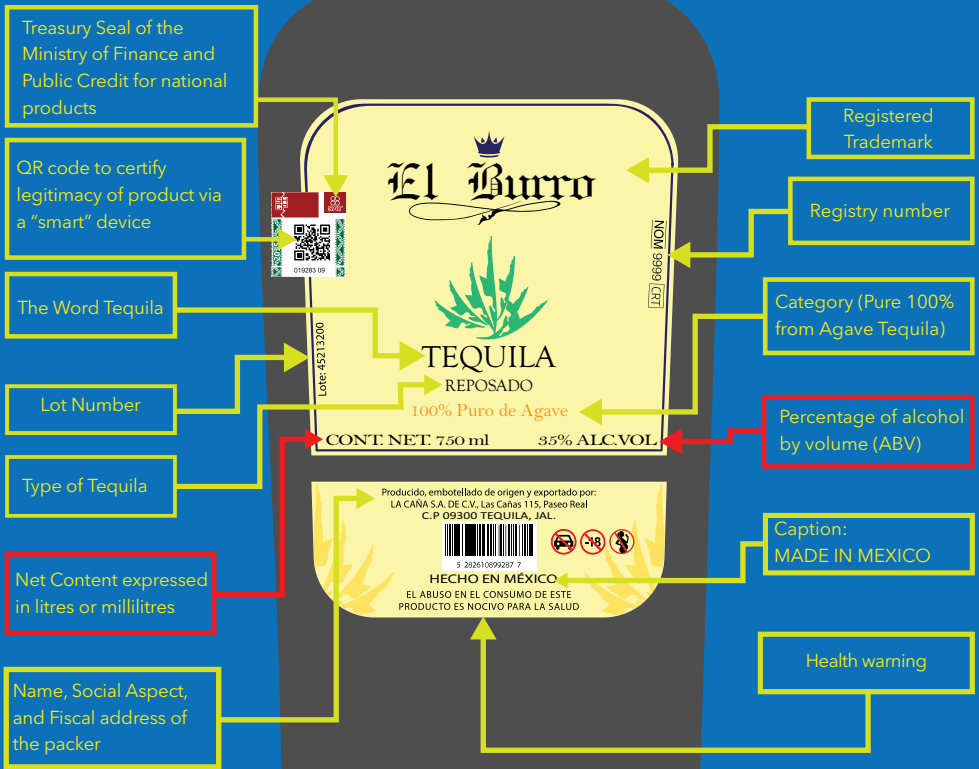 Treasury Seal of the
Ministry of Finance and
Public Credit for national
products
QR code to certify
legitimacy of product via
a “smart” device
The Word Tequila
Lot Number
Type of Tequila
Net Content expressed
in litres or millilitres
Name, Social Aspect,
and Fiscal address of
the packer
El Burro
019283 09
Lote: 45213200
NOM 9999 CRT
TEQUILA
REPOSADO
100% Puro de Agave
CONT. NET. 750 ml 35% ALC.VOL
Producido, embotellado de origen y exportado por:
LA CAÑA S.A. DE C.V., Las Cañas 115, Paseo Real
C.P 09300 TEQUILA, JAL.
-18
5 282610899287 7
HECHO EN MÉXICO
EL ABUSO EN EL CONSUMO DE ESTE
PRODUCTO ES NOCIVO PARA LA SALUD
Registered
Trademark
Registry number
Category (Pure 100%
from Agave Tequila)
Percentage of alcohol
by volume (ABV)
Caption:
MADE IN MEXICO
Health warning